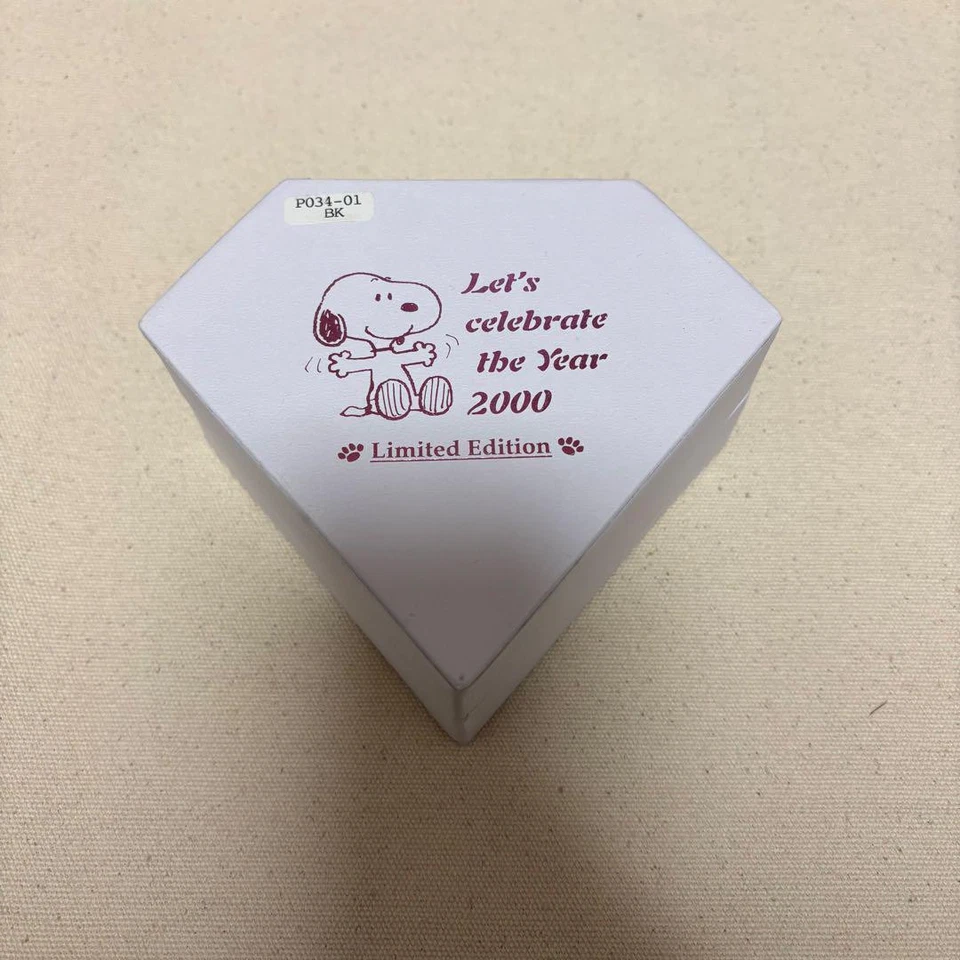 P034-01
BK
Let's
celebrate
the Year
2000
Limited Edition